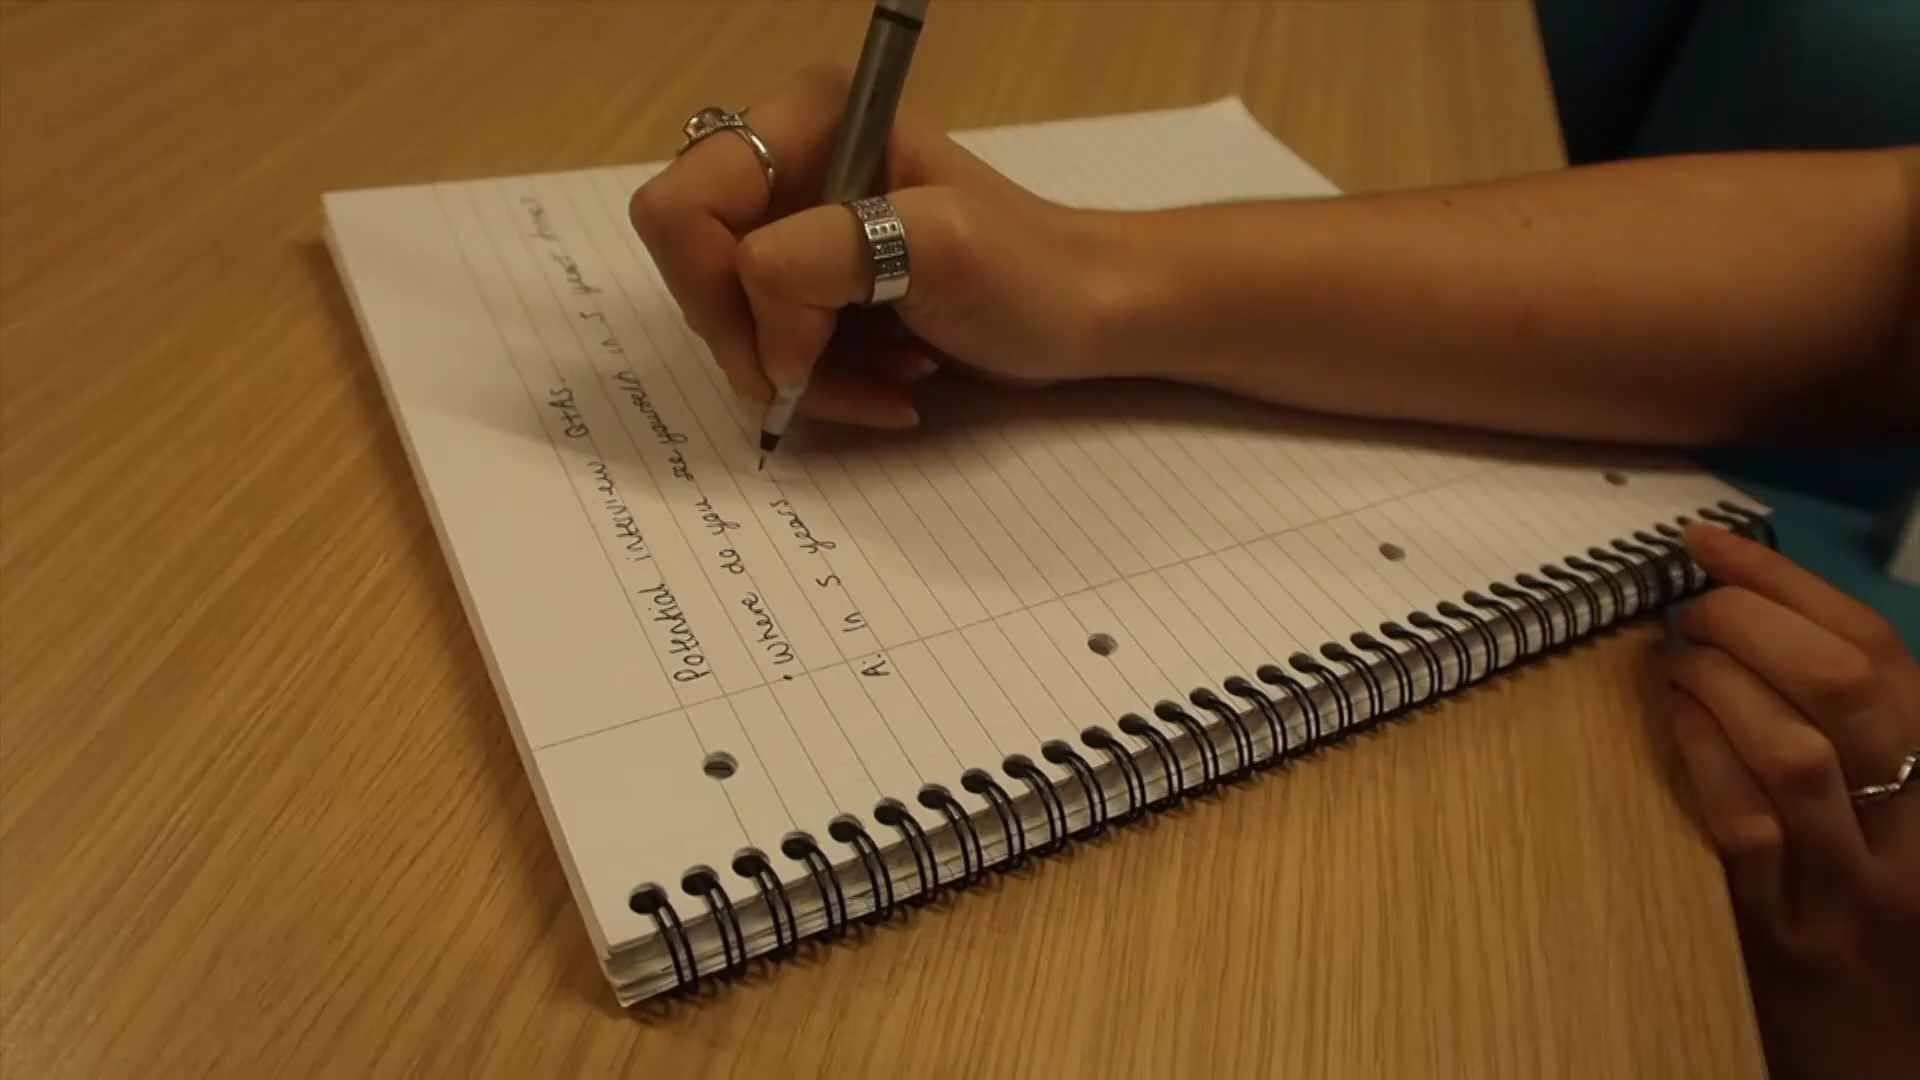 Potential interview Q+As.
• Where do you see yourself in 5 years time?
A: In 5 years